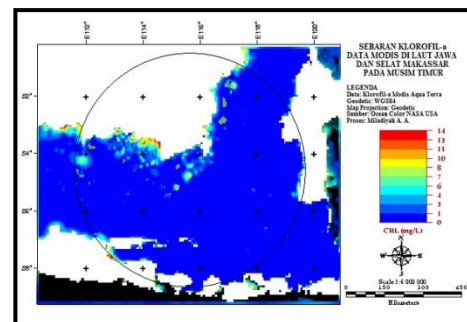 E112°
E114°
E116°
E118°
E120°
S2°
S4°
S6°
S8°
SEBARAN KLOROFIL-a
DATA MODIS DI LAUT JAWA
DAN SELAT MAKASSAR
PADA MUSIM TIMUR
LEGENDA
Data: Klorofil-a Modis Aqua Terra
Geodetic: WGS84
Map Projection: Geodetic
Sumber: Ocean Color NASA USA
Proses: Miladiyah A. A.
14
13
10
8
7
6
4
3
1
0
CHL (mg/L)
N
W E
S
Scale 1:6 000 000
0 150 300 450
Kilometers